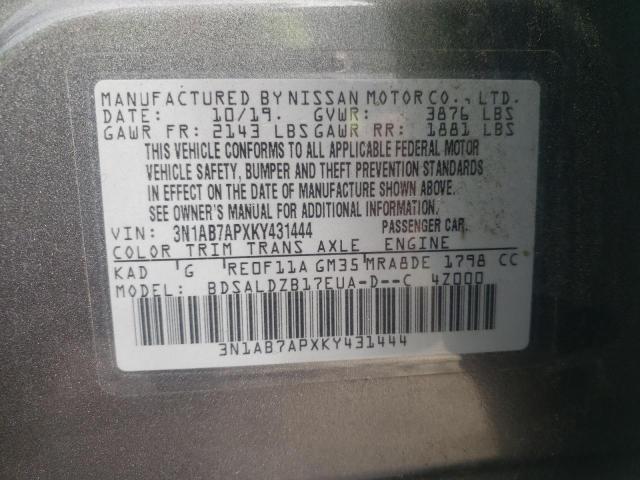 MANUFACTURED BY NISSAN MOTOR CO., LTD.
DATE: 10/19. GVWR: 3876 LBS
GAWR FR: 2143 LBS GAWR RR: 1881 LBS
THIS VEHICLE CONFORMS TO ALL APPLICABLE FEDERAL MOTOR
VEHICLE SAFETY, BUMPER AND THEFT PREVENTION STANDARDS
IN EFFECT ON THE DATE OF MANUFACTURE SHOWN ABOVE.
SEE OWNER'S MANUAL FOR ADDITIONAL INFORMATION.
VIN: 3N1AB7APXKY431444 PASSENGER CAR.
COLOR TRIM TRANS AXLE ENGINE
KAD G RE0F11A GM35 MRA8DE 1798 CC
MODEL: BDSALDZB17EUA-D--C 4Z000
3N1AB7APXKY431444